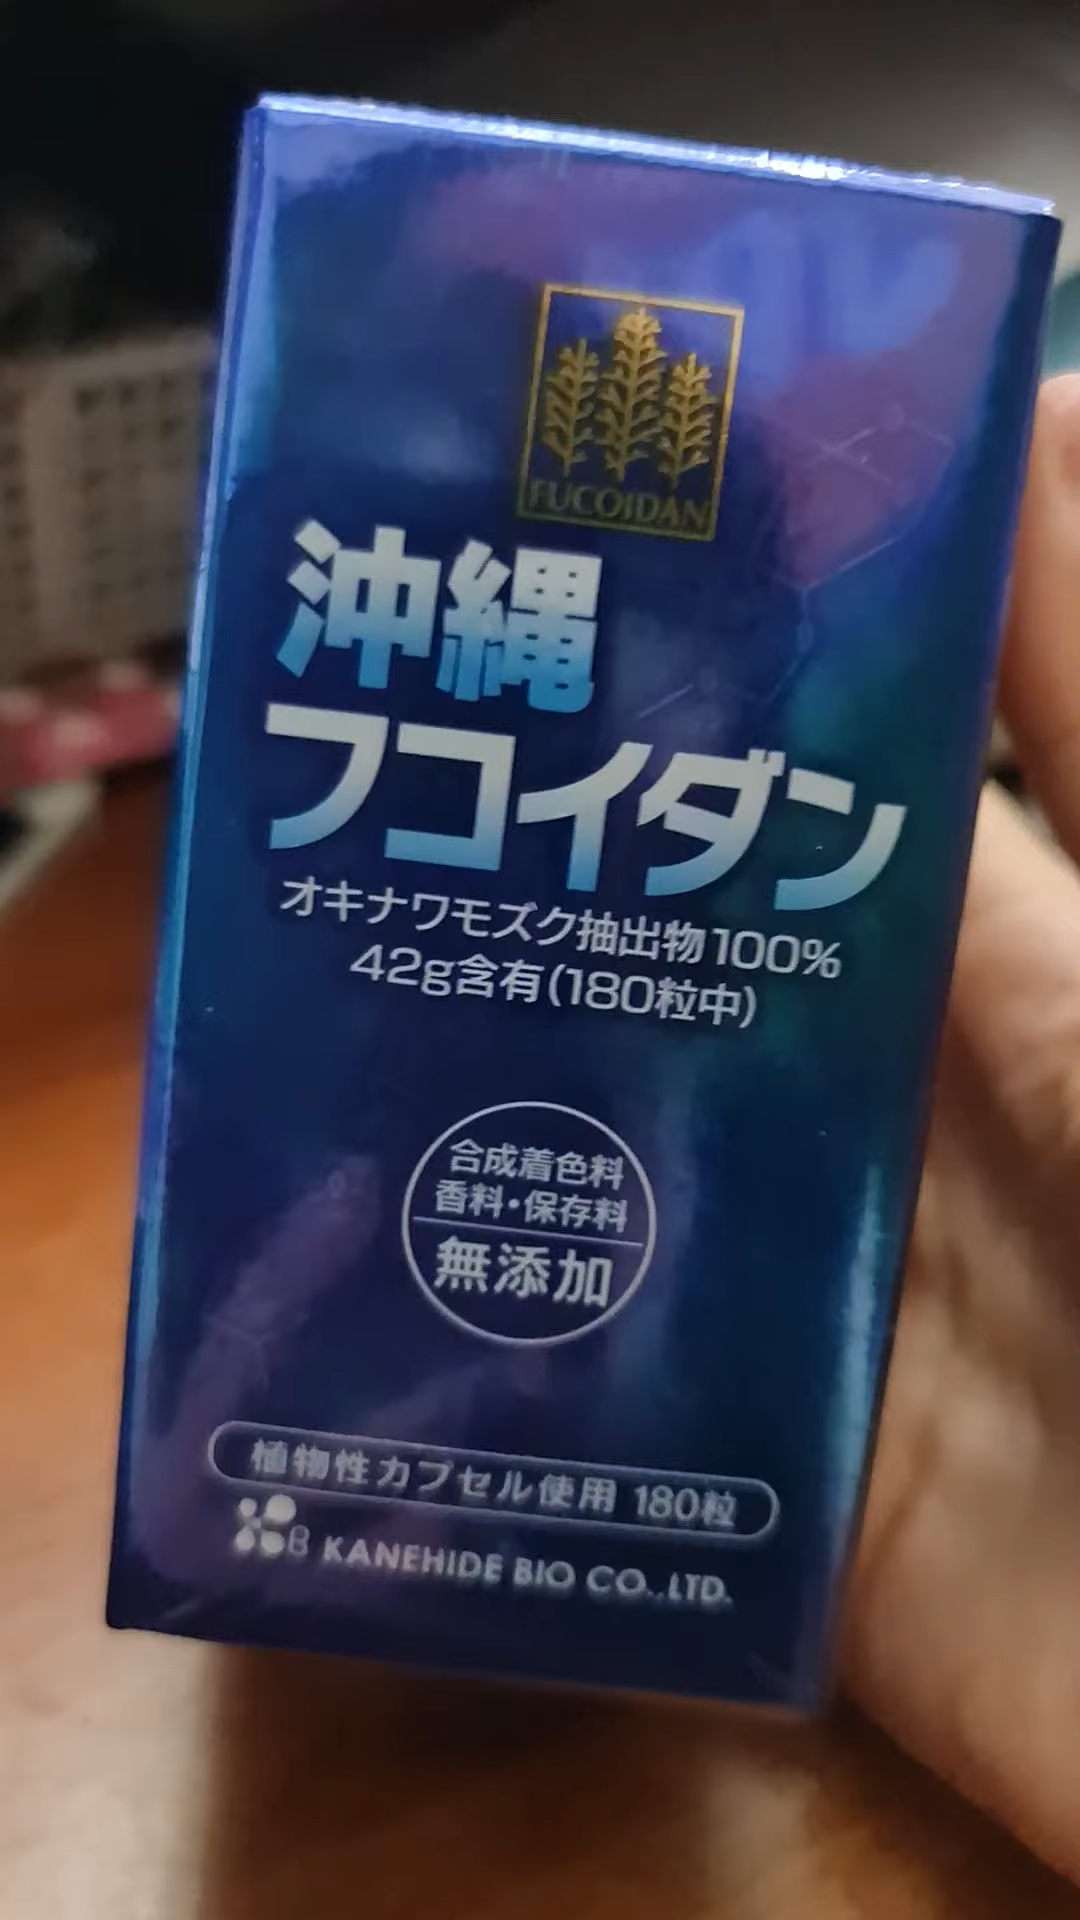 FUCOIDAN
沖縄
フコイダン
オキナワモズク抽出物100%
42g含有(180粒中)
合成着色料
香料・保存料
無添加
植物性カプセル使用 180粒
B KANEHIDE BIO CO.,LTD.